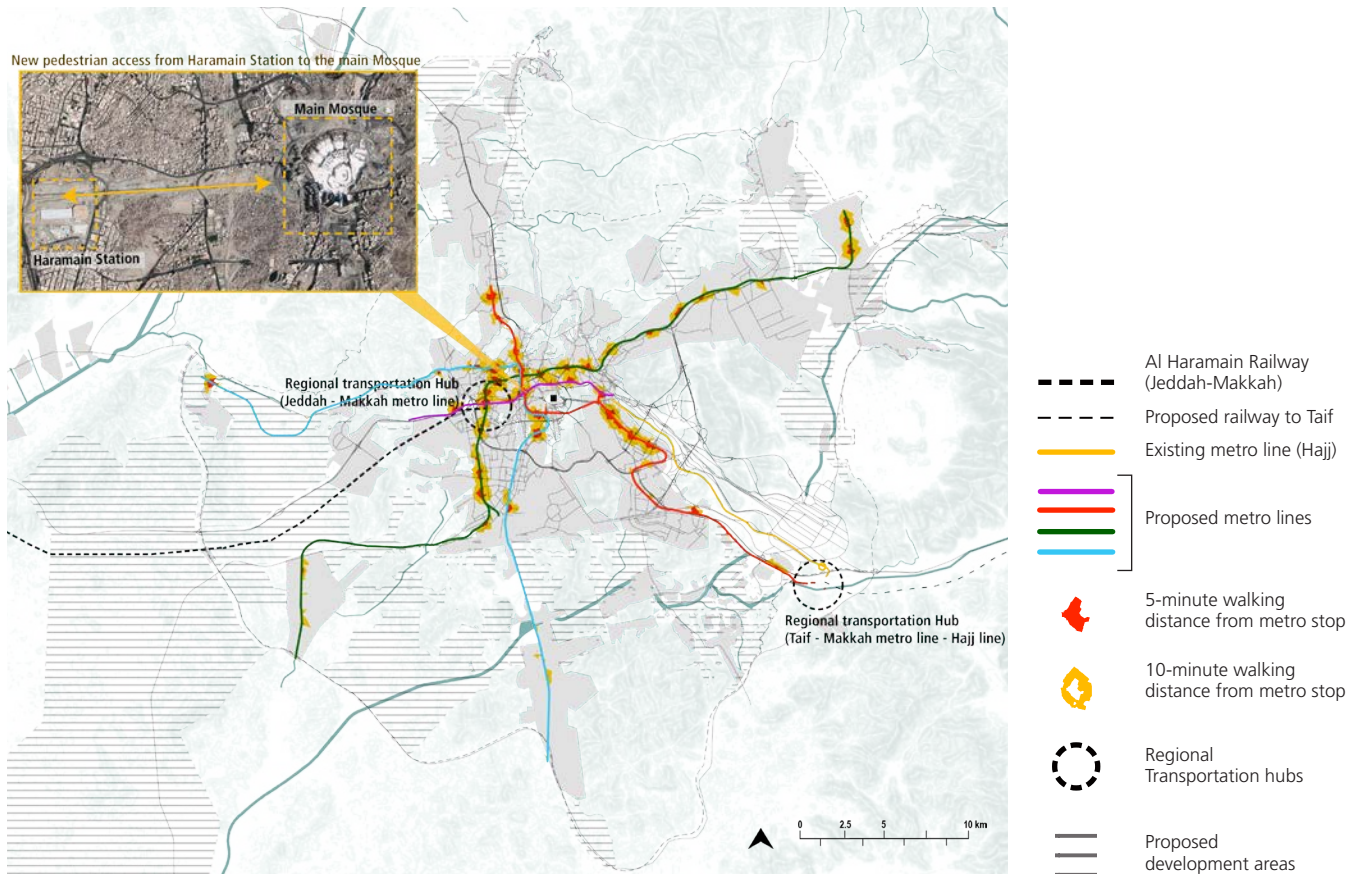 New pedestrian access from Haramain Station to the main Mosque
Main Mosque
Haramain Station
Regional transportation Hub
(Jeddah - Makkah metro line)
Regional transportation Hub
(Taif - Makkah metro line - Hajj line)
0 2.5 5 10 km
Al Haramain Railway
(Jeddah-Makkah)
Proposed railway to Taif
Existing metro line (Hajj)
Proposed metro lines
5-minute walking
distance from metro stop
10-minute walking
distance from metro stop
Regional
Transportation hubs
Proposed
development areas